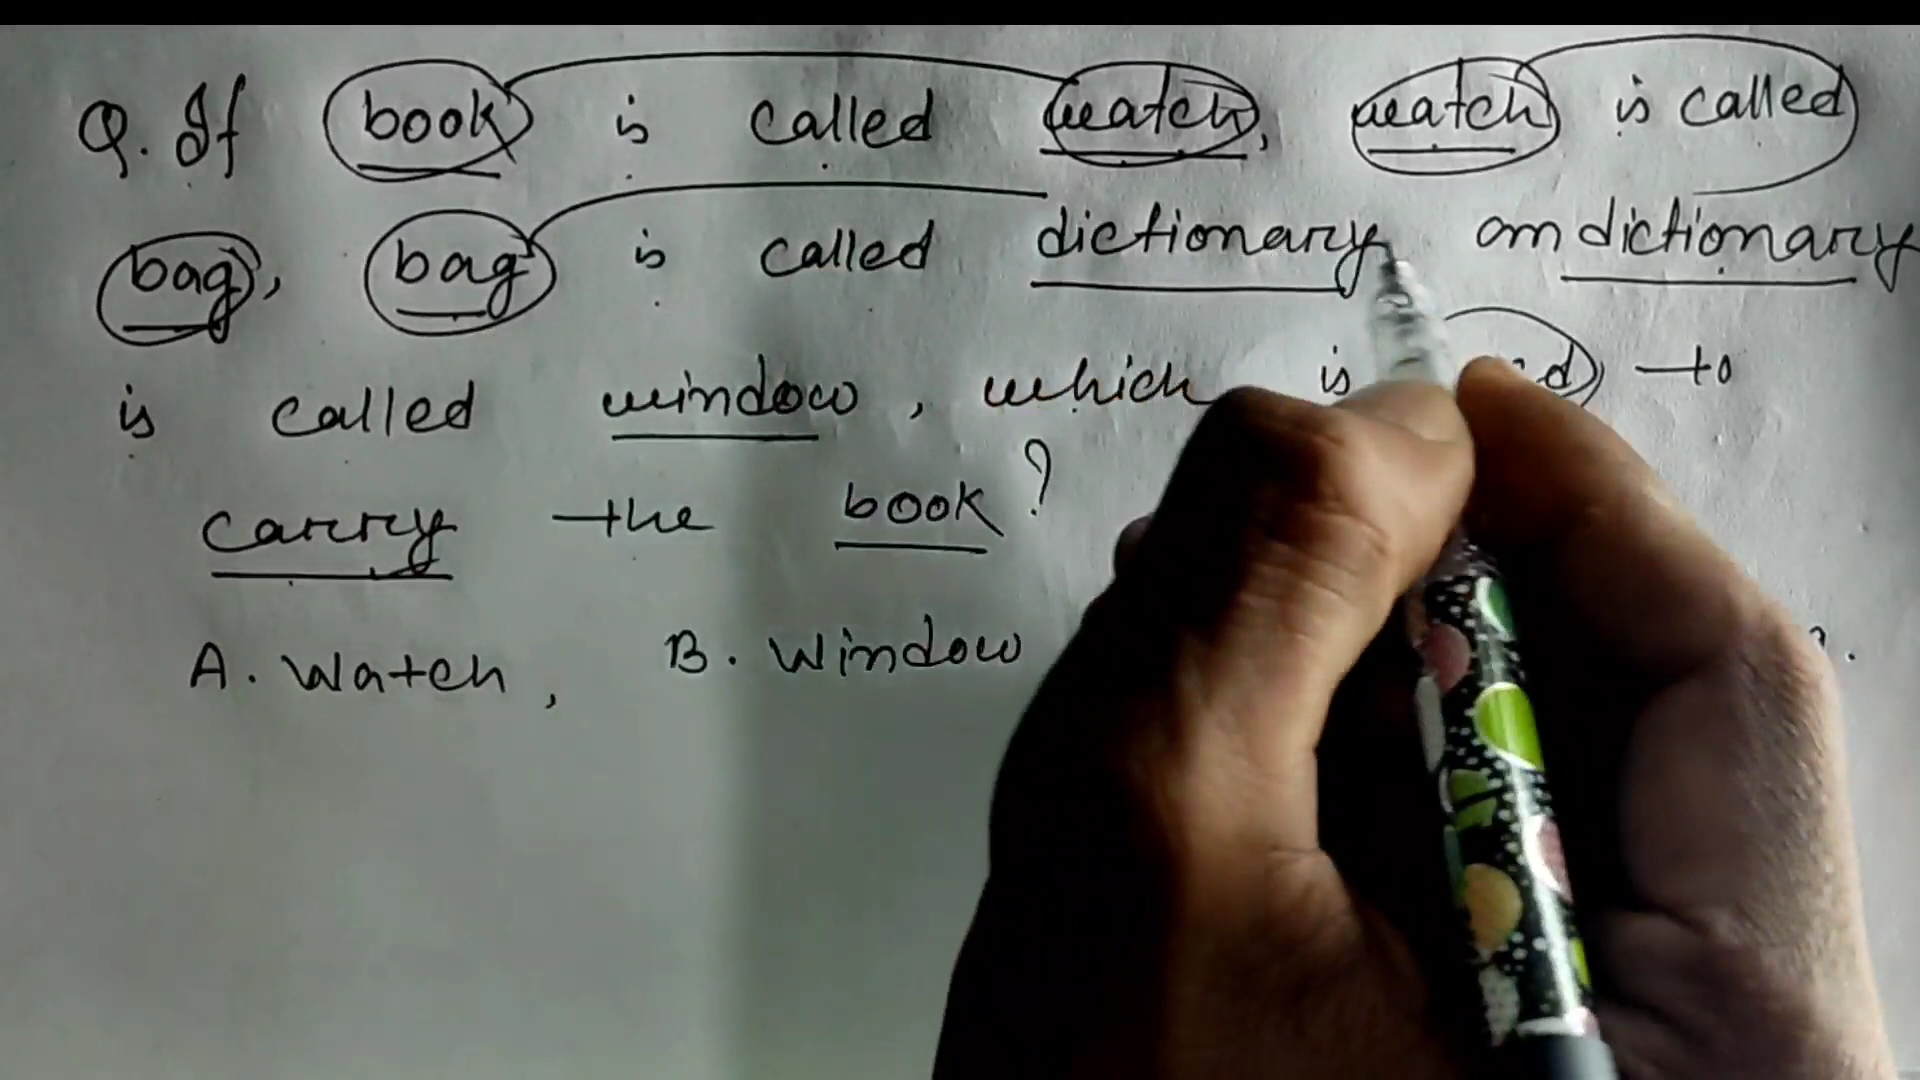 Q. If book is called watch, watch is called
bag, bag is called dictionary an dictionary
is called window, which is to
carry the book?
A. Watch, B. Window